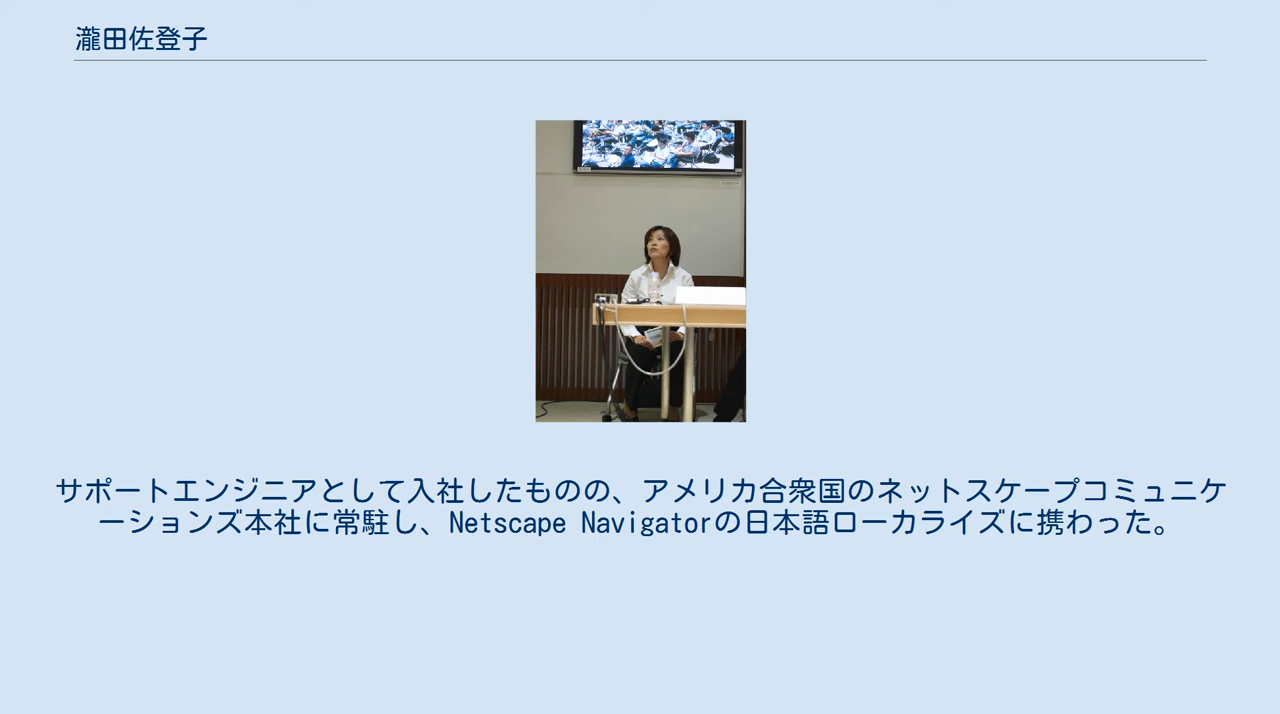 瀧田佐登子
サポートエンジニアとして入社したものの、アメリカ合衆国のネットスケープコミュニケ
ーションズ本社に常駐し、Netscape Navigatorの日本語ローカライズに携わった。